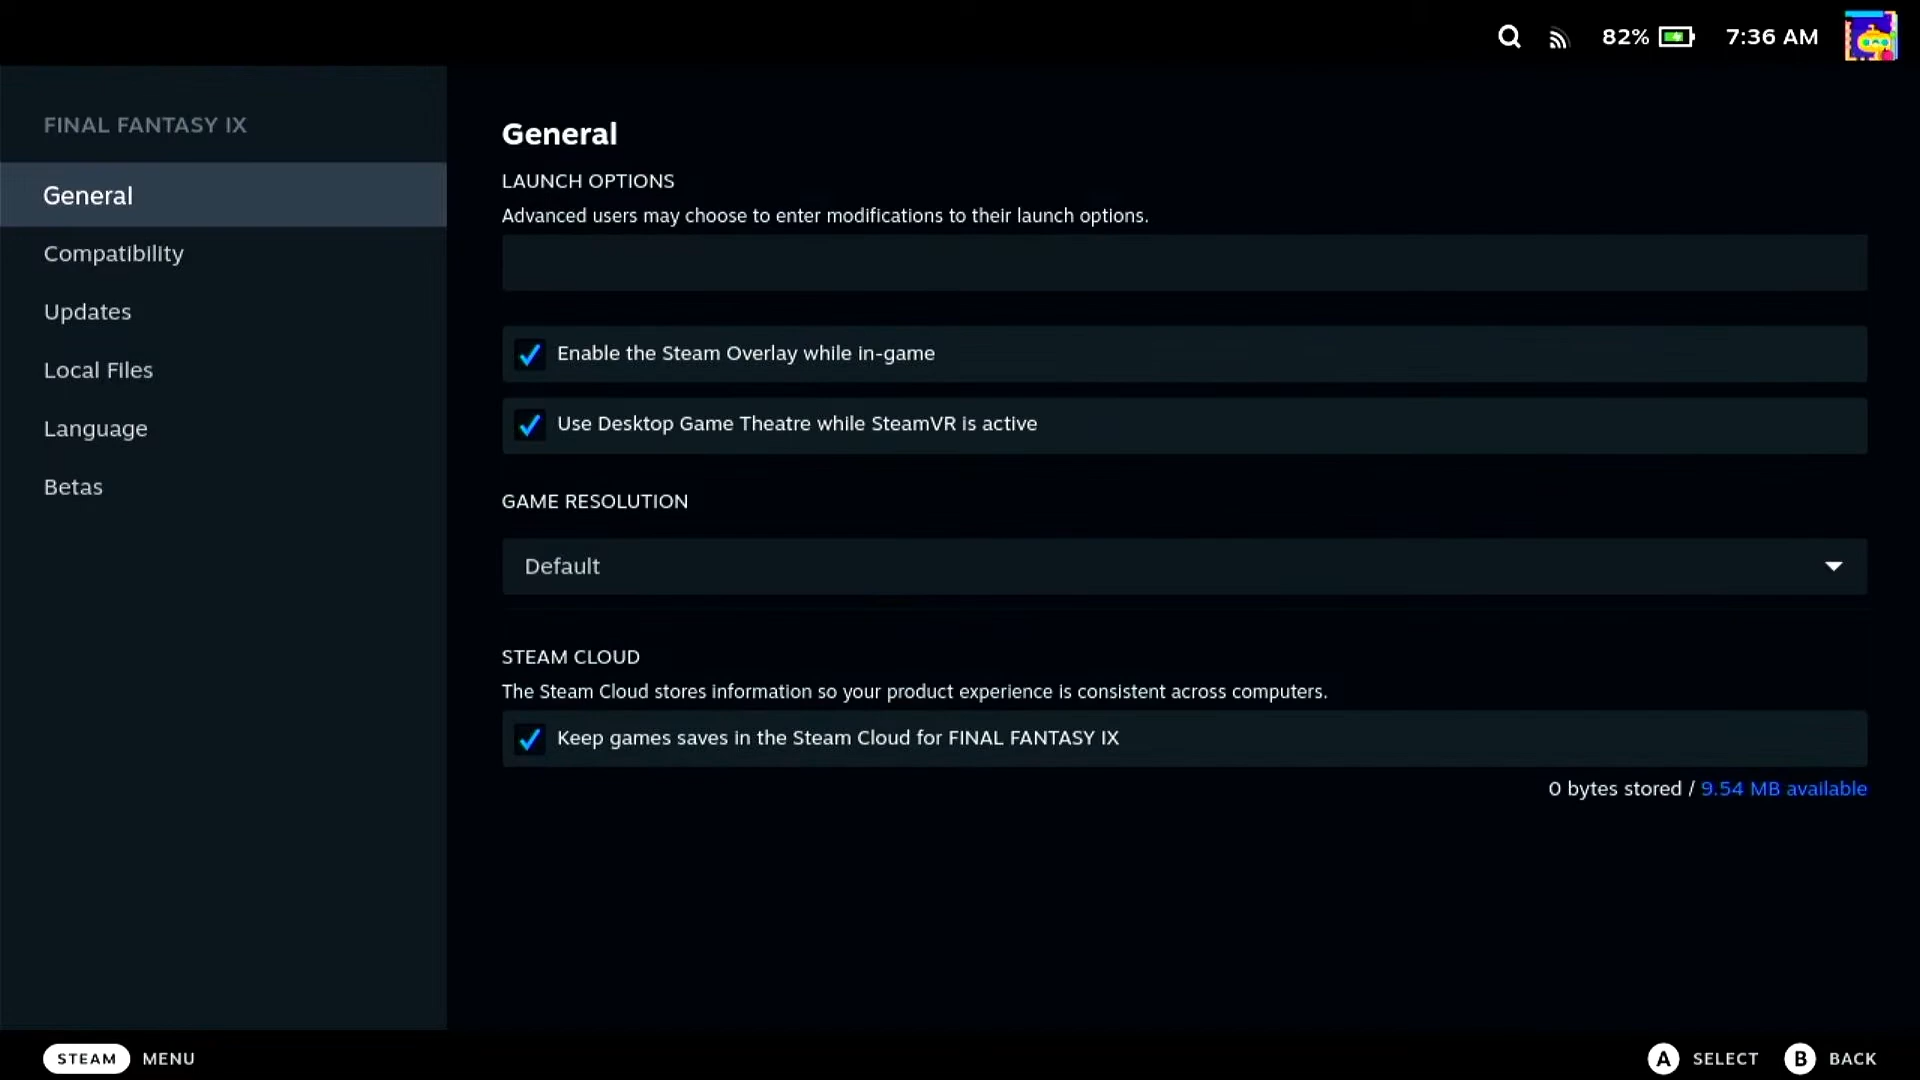 82%
7:36 AM
FINAL FANTASY IX
General
Compatibility
Updates
Local Files
Language
Betas
General
LAUNCH OPTIONS
Advanced users may choose to enter modifications to their launch options.
Enable the Steam Overlay while in-game
Use Desktop Game Theatre while SteamVR is active
GAME RESOLUTION
Default
STEAM CLOUD
The Steam Cloud stores information so your product experience is consistent across computers.
Keep games saves in the Steam Cloud for FINAL FANTASY IX
0 bytes stored / 9.54 MB available
STEAM MENU
A SELECT B BACK